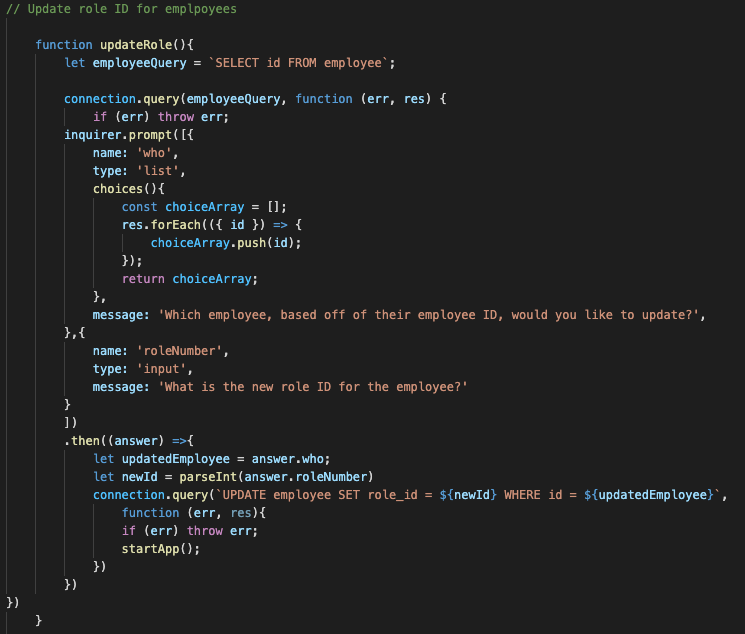 // Update role ID for emplpoyees
function updateRole(){
let employeeQuery = `SELECT id FROM employee`;
connection.query(employeeQuery, function (err, res) {
if (err) throw err;
inquirer.prompt([{
name: 'who',
type: 'list',
choices(){
const choiceArray = [];
res.forEach(({ id }) => {
choiceArray.push(id);
});
return choiceArray;
},
message: 'Which employee, based off of their employee ID, would you like to update?',
},{
name: 'roleNumber',
type: 'input',
message: 'What is the new role ID for the employee?'
}
])
.then((answer) =>{
let updatedEmployee = answer.who;
let newId = parseInt(answer.roleNumber)
connection.query(`UPDATE employee SET role_id = ${newId} WHERE id = ${updatedEmployee}`,
function (err, res){
if (err) throw err;
startApp();
})
})
})
}